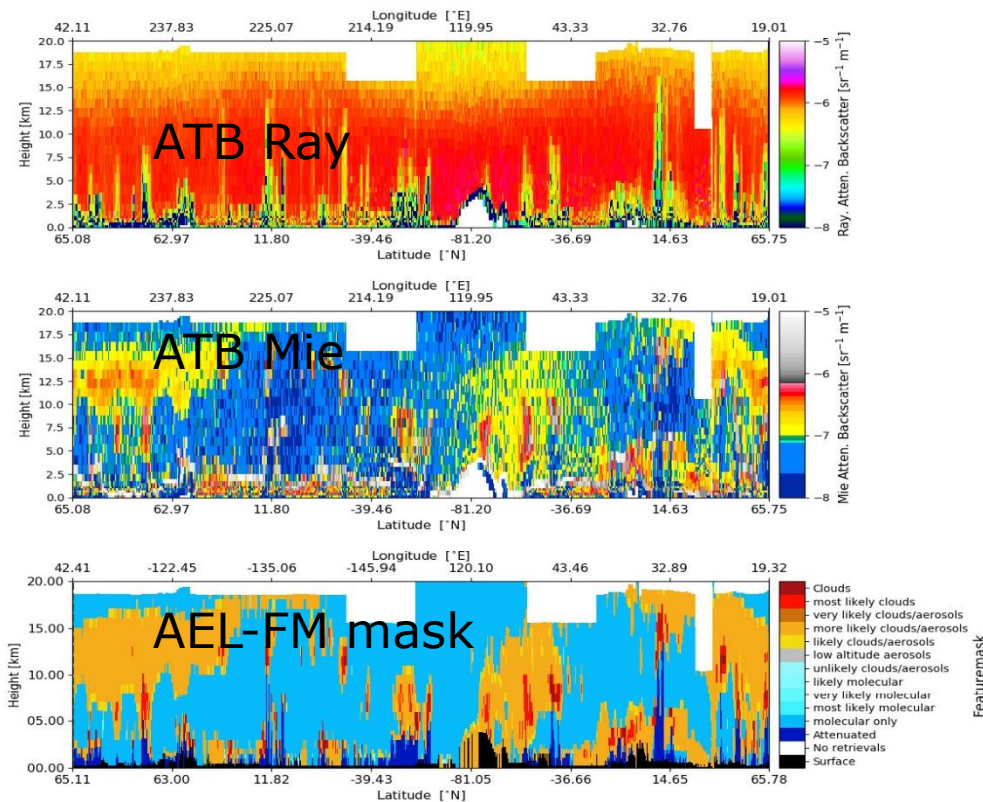 Longitude [°E]
42.11 237.83 225.07 214.19 119.95 43.33 32.76 19.01
20.0
17.5
15.0
12.5
10.0
7.5
5.0
2.5
0.0
Height [km]
ATB Ray
65.08 62.97 11.80 -39.46 -81.20 -36.69 14.63 65.75
Latitude [°N]
−5
−6
−7
−8
Ray. Atten. Backscatter [sr⁻¹ m⁻¹]
Longitude [°E]
42.11 237.83 225.07 214.19 119.95 43.33 32.76 19.01
20.0
17.5
15.0
12.5
10.0
7.5
5.0
2.5
0.0
Height [km]
ATB Mie
65.08 62.97 11.80 -39.46 -81.20 -36.69 14.63 65.75
Latitude [°N]
−5
−6
−7
−8
Mie Atten. Backscatter [sr⁻¹ m⁻¹]
Longitude [°E]
42.41 -122.45 -135.06 -145.94 120.10 43.46 32.89 19.32
20.00
15.00
10.00
05.00
00.00
Height [km]
AEL-FM mask
65.11 63.00 11.82 -39.43 -81.05 -36.66 14.65 65.78
Latitude [°N]
Clouds
most likely clouds
very likely clouds/aerosols
more likely clouds/aerosols
likely clouds/aerosols
low altitude aerosols
unlikely clouds/aerosols
likely molecular
very likely molecular
most likely molecular
molecular only
Attenuated
No retrievals
Surface
Featuremask